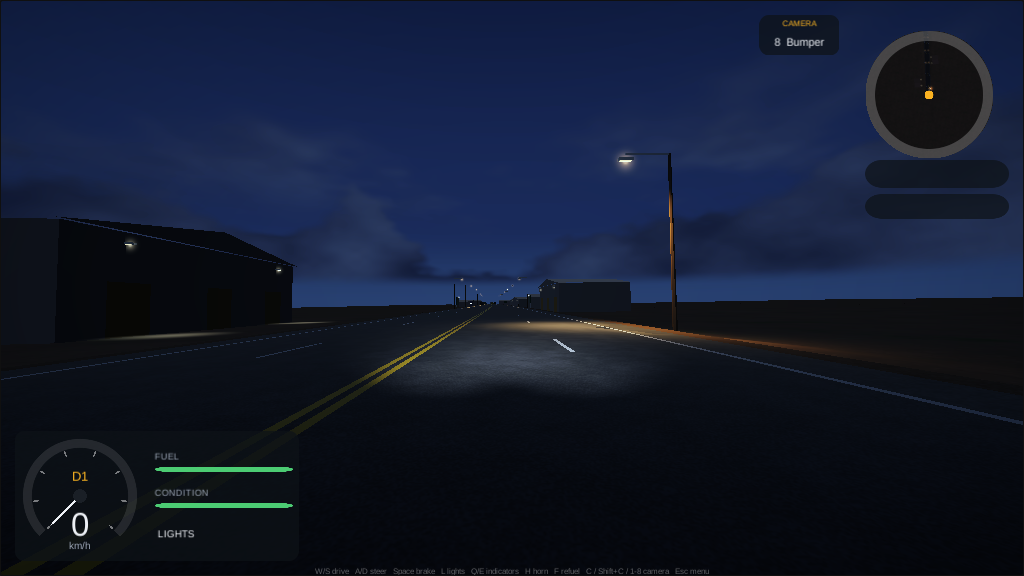 CAMERA
8 Bumper
D1
0
km/h
FUEL
CONDITION
LIGHTS
W/S drive A/D steer Space brake L lights Q/E indicators H horn F refuel C / Shift+C / 1-8 camera Esc menu